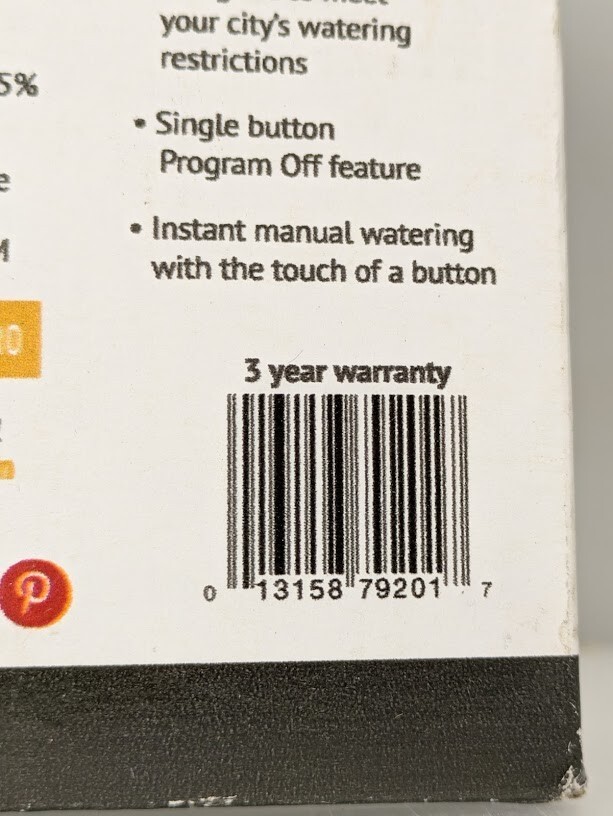 your city's watering
restrictions
5%
• Single button
Program Off feature
e
• Instant manual watering
with the touch of a button
3 year warranty
0 13158 79201 7